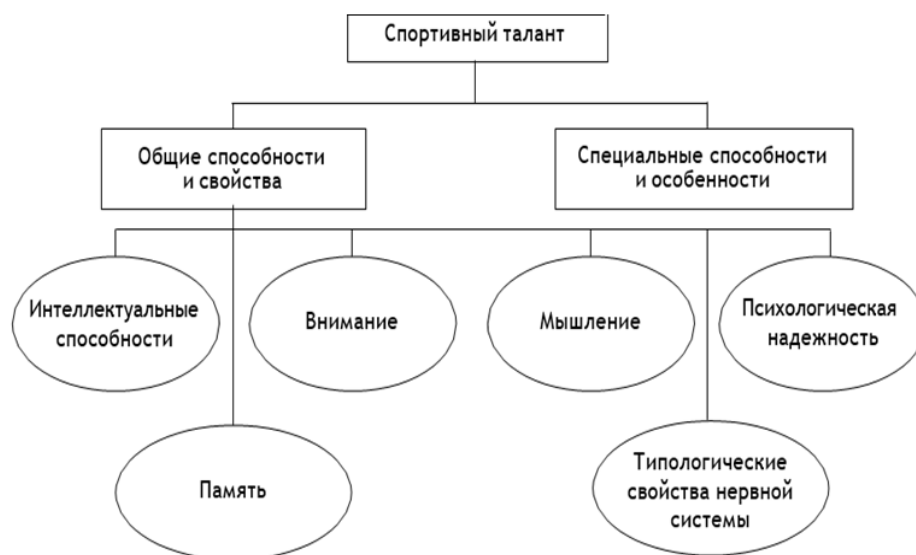 Спортивный талант
Общие способности
и свойства
Специальные способности
и особенности
Интеллектуальные
способности
Внимание
Мышление
Психологическая
надежность
Память
Типологические
свойства нервной
системы